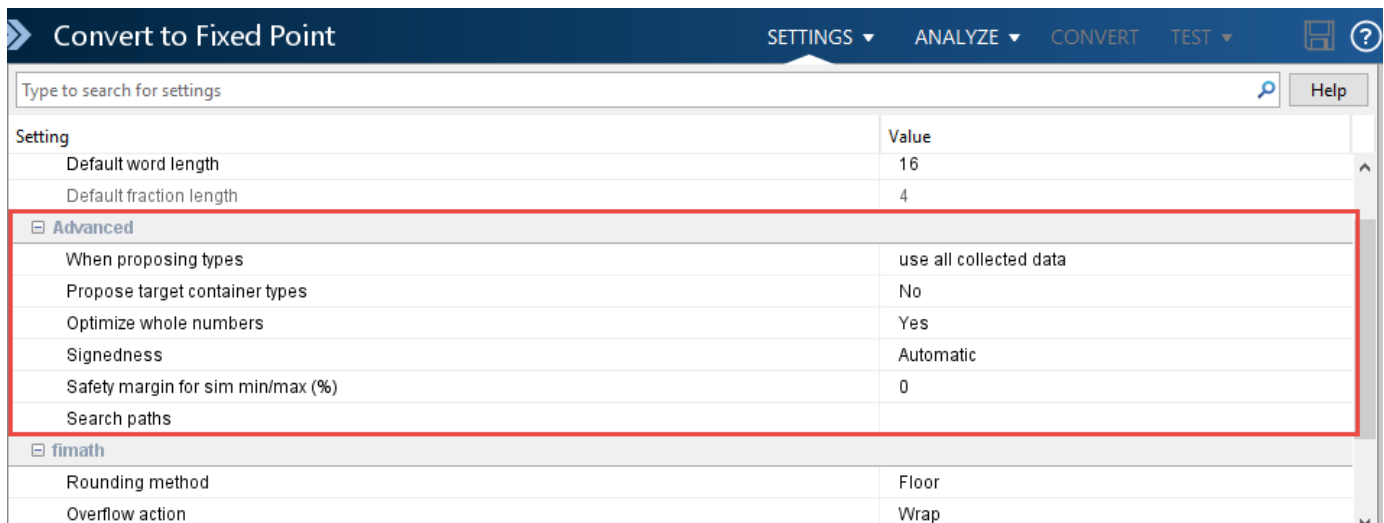 Convert to Fixed Point SETTINGS ▼ ANALYZE ▼ CONVERT TEST ▼ ?
Type to search for settings Help
Setting Value
Default word length 16
Default fraction length 4
Advanced
When proposing types use all collected data
Propose target container types No
Optimize whole numbers Yes
Signedness Automatic
Safety margin for sim min/max (%) 0
Search paths
fimath
Rounding method Floor
Overflow action Wrap